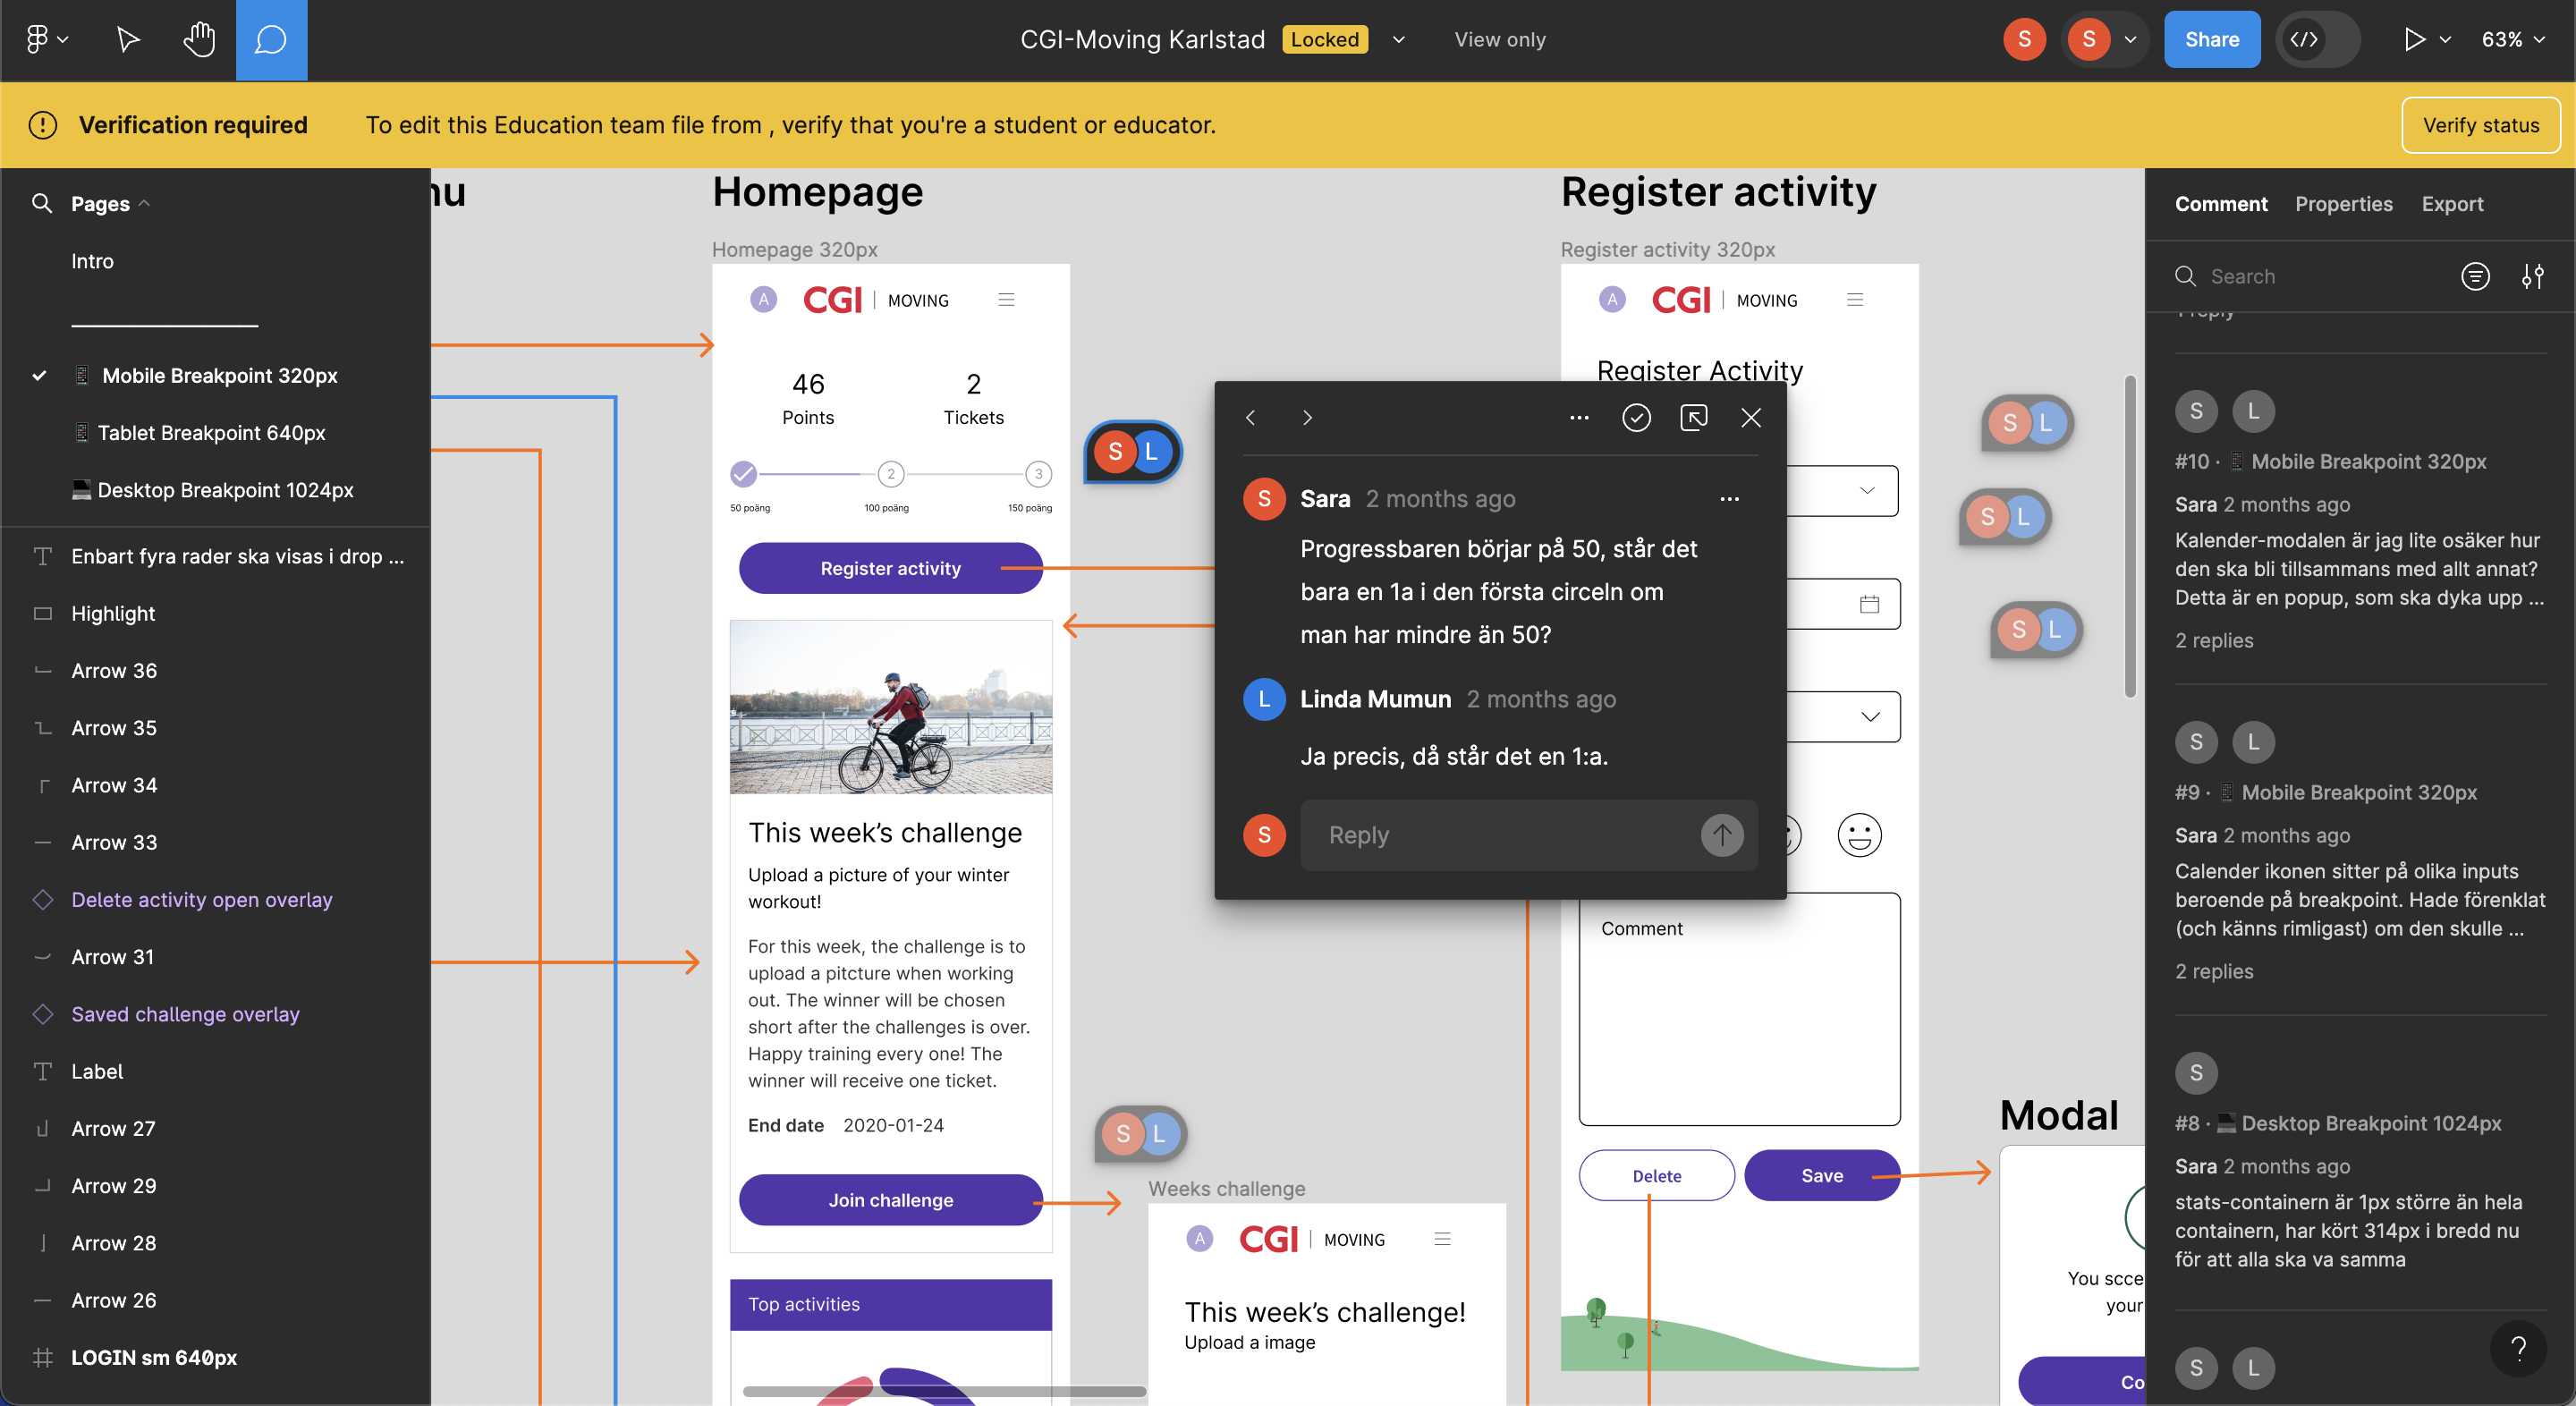 CGI-Moving Karlstad
Locked
View only
S
S
Share
63%
Verification required
To edit this Education team file from , verify that you're a student or educator.
Verify status
Pages
Intro
Mobile Breakpoint 320px
Tablet Breakpoint 640px
Desktop Breakpoint 1024px
Enbart fyra rader ska visas i drop ...
Highlight
Arrow 36
Arrow 35
Arrow 34
Arrow 33
Delete activity open overlay
Arrow 31
Saved challenge overlay
Label
Arrow 27
Arrow 29
Arrow 28
Arrow 26
LOGIN sm 640px
nu
Homepage
Homepage 320px
A
CGI
MOVING
46
Points
2
Tickets
2
3
50 poäng
100 poäng
150 poäng
Register activity
This week's challenge
Upload a picture of your winter
workout!
For this week, the challenge is to
upload a pitcture when working
out. The winner will be chosen
short after the challenges is over.
Happy training every one! The
winner will receive one ticket.
End date 2020-01-24
Join challenge
Top activities
S L
S L
Weeks challenge
A
CGI
MOVING
This week's challenge!
Upload a image
Register activity
Register activity 320px
A
CGI
MOVING
Register Activity
S
Sara 2 months ago
Progressbaren börjar på 50, står det
bara en 1a i den första circeln om
man har mindre än 50?
L
Linda Mumun 2 months ago
Ja precis, då står det en 1:a.
S
Reply
Comment
Delete
Save
S L
S L
S L
Modal
You scce
your
Co
Comment
Properties
Export
Search
S L
#10 · Mobile Breakpoint 320px
Sara 2 months ago
Kalender-modalen är jag lite osäker hur
den ska bli tillsammans med allt annat?
Detta är en popup, som ska dyka upp ...
2 replies
S L
#9 · Mobile Breakpoint 320px
Sara 2 months ago
Calender ikonen sitter på olika inputs
beroende på breakpoint. Hade förenklat
(och känns rimligast) om den skulle ...
2 replies
S
#8 · Desktop Breakpoint 1024px
Sara 2 months ago
stats-containern är 1px större än hela
containern, har kört 314px i bredd nu
för att alla ska va samma
S L
?